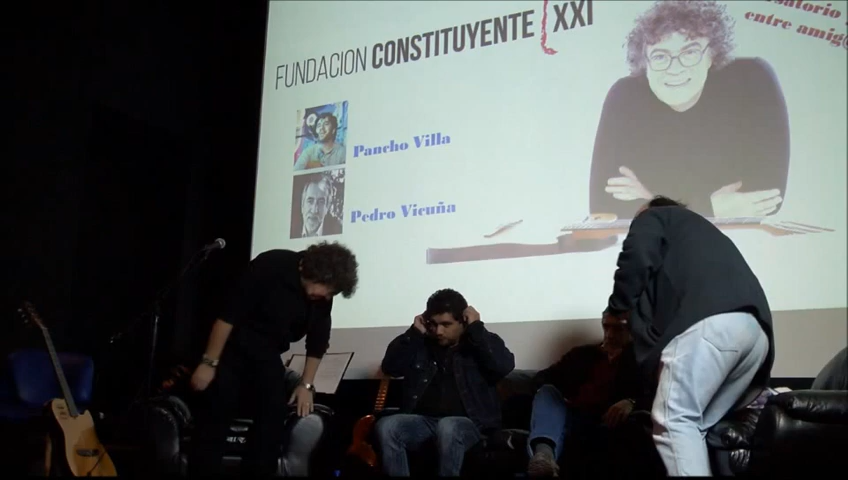 FUNDACION CONSTITUYENTE XXI
entre amig@
Pancho Villa
Pedro Vicuña